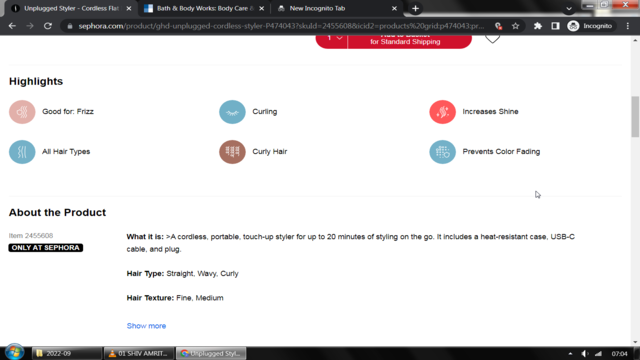 Unplugged Styler - Cordless Flat
Bath & Body Works: Body Care &
New Incognito Tab
sephora.com/product/ghd-unplugged-cordless-styler-P474043?skuId=2455608&icid2=products%20grid:p474043:pr...
Incognito
1
Add to Basket
for Standard Shipping
Highlights
Good for: Frizz
Curling
Increases Shine
All Hair Types
Curly Hair
Prevents Color Fading
About the Product
Item 2455608
ONLY AT SEPHORA
What it is: >A cordless, portable, touch-up styler for up to 20 minutes of styling on the go. It includes a heat-resistant case, USB-C
cable, and plug.
Hair Type: Straight, Wavy, Curly
Hair Texture: Fine, Medium
Show more
2022-09
01 SHIV AMRIT...
Unplugged Styl...
07:04